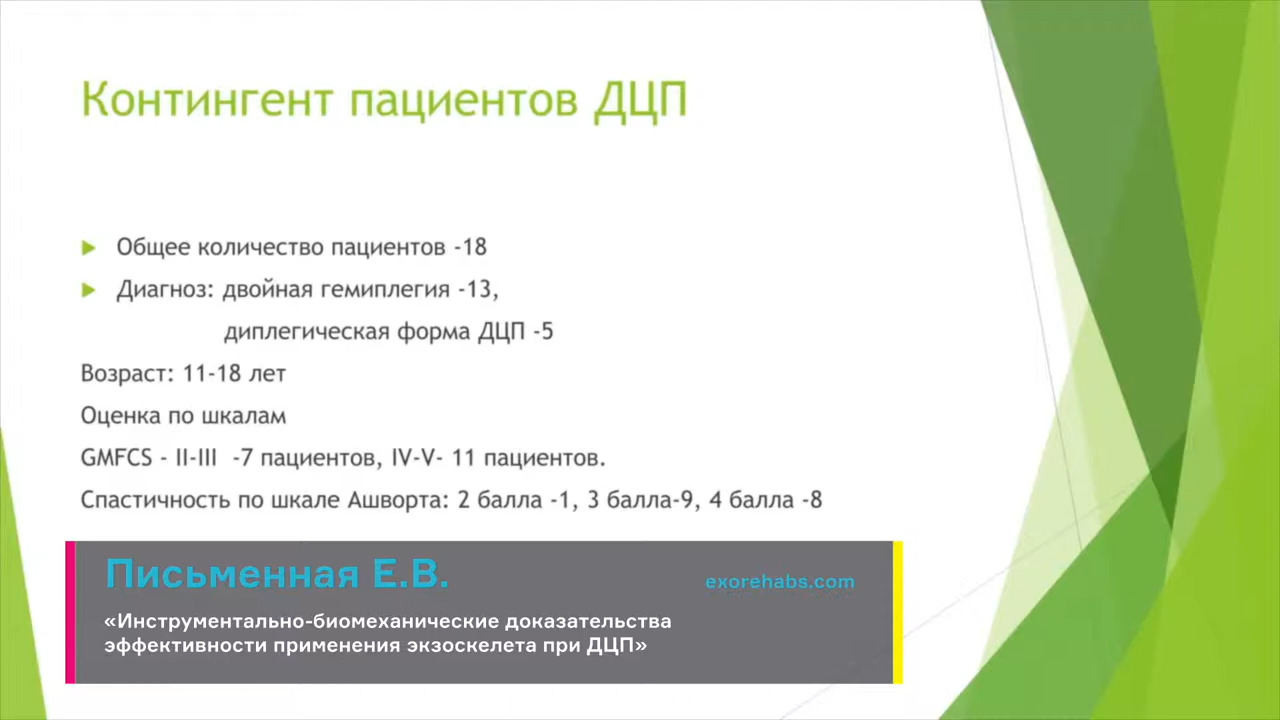 Контингент пациентов ДЦП
Общее количество пациентов -18
Диагноз: двойная гемиплегия -13,
диплегическая форма ДЦП -5
Возраст: 11-18 лет
Оценка по шкалам
GMFCS - II-III -7 пациентов, IV-V- 11 пациентов.
Спастичность по шкале Ашворта: 2 балла -1, 3 балла-9, 4 балла -8
Письменная Е.В.
exorehabs.com
«Инструментально-биомеханические доказательства
эффективности применения экзоскелета при ДЦП»